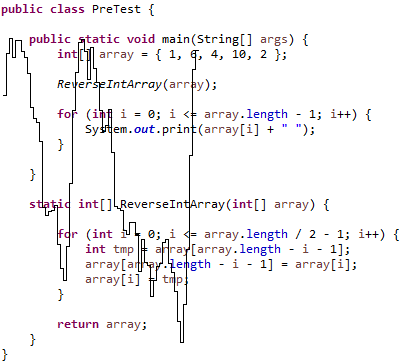 public class PreTest {
public static void main(String[] args) {
int[] array = { 1, 6, 4, 10, 2 };
ReverseIntArray(array);
for (int i = 0; i <= array.length - 1; i++) {
System.out.print(array[i] + " ");
}
}
static int[] ReverseIntArray(int[] array) {
for (int i = 0; i <= array.length / 2 - 1; i++) {
int tmp = array[array.length - i - 1];
array[array.length - i - 1] = array[i];
array[i] = tmp;
}
return array;
}
}